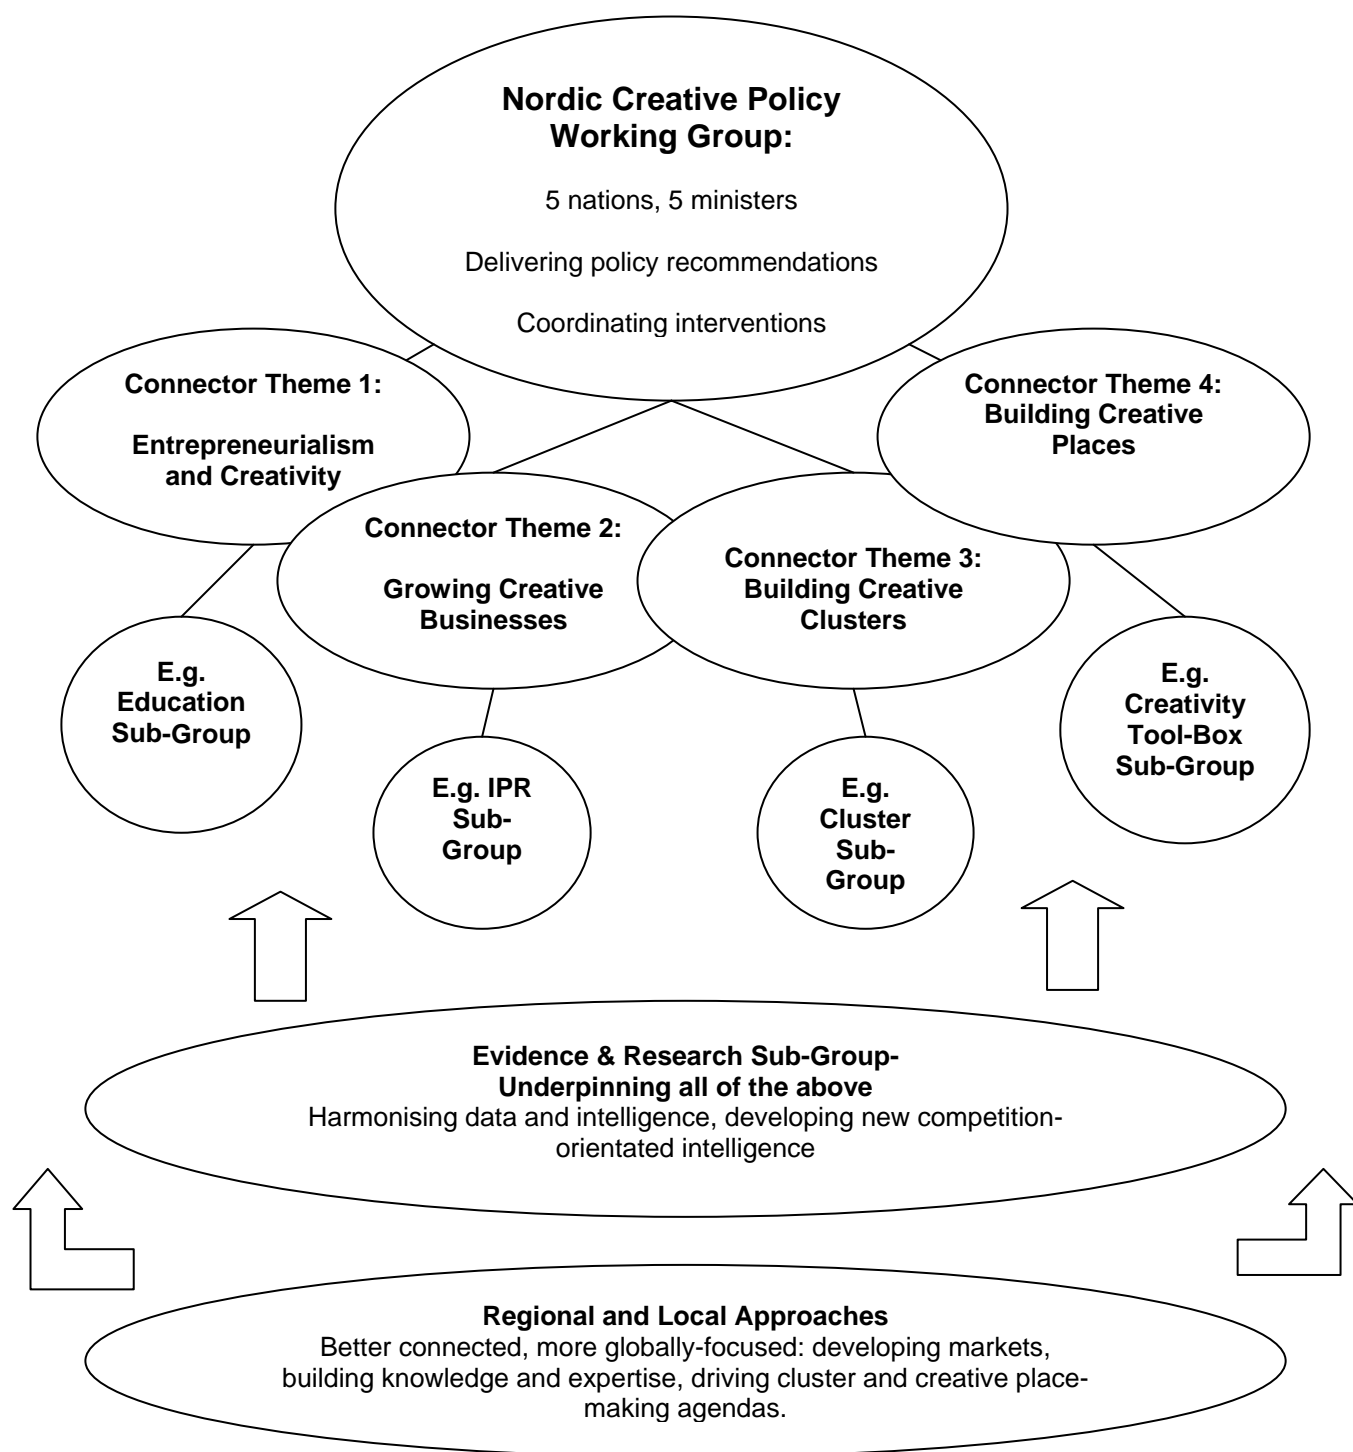 Nordic Creative Policy
Working Group:
5 nations, 5 ministers
Delivering policy recommendations
Coordinating interventions
Connector Theme 1:
Entrepreneurialism
and Creativity
Connector Theme 4:
Building Creative
Places
Connector Theme 2:
Growing Creative
Businesses
Connector Theme 3:
Building Creative
Clusters
E.g.
Education
Sub-Group
E.g. IPR
Sub-
Group
E.g.
Cluster
Sub-
Group
E.g.
Creativity
Tool-Box
Sub-Group
Evidence & Research Sub-Group-
Underpinning all of the above
Harmonising data and intelligence, developing new competition-
orientated intelligence
Regional and Local Approaches
Better connected, more globally-focused: developing markets,
building knowledge and expertise, driving cluster and creative place-
making agendas.